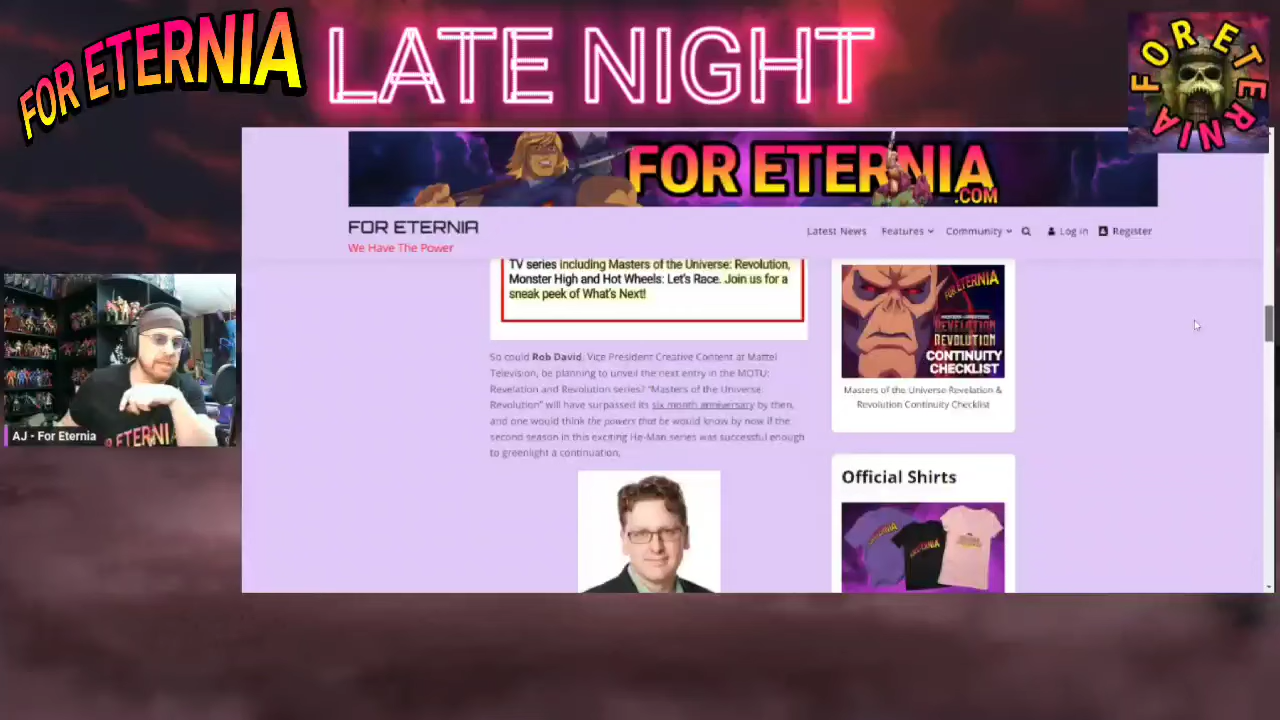 FOR ETERNIA
LATE NIGHT
FOR ETERNIA
FOR ETERNIA
.COM
FOR ETERNIA
We Have The Power
Latest News
Features
Community
Log in
Register
TV series including Masters of the Universe: Revolution,
Monster High and Hot Wheels: Let's Race. Join us for a
sneak peek of What's Next!
So could Rob David, Vice President Creative Content at Mattel
Television, be planning to unveil the next entry in the MOTU:
Revelation and Revolution series? "Masters of the Universe
Revolution" will have surpassed its six month anniversary by then,
and one would think the powers that be would know by now if the
second season in this exciting He-Man series was successful enough
to greenlight a continuation.
FOR ETERNIA
REVELATION
REVOLUTION
CONTINUITY
CHECKLIST
Masters of the Universe Revelation &
Revolution Continuity Checklist
Official Shirts
AJ - For Eternia
ETERNIA